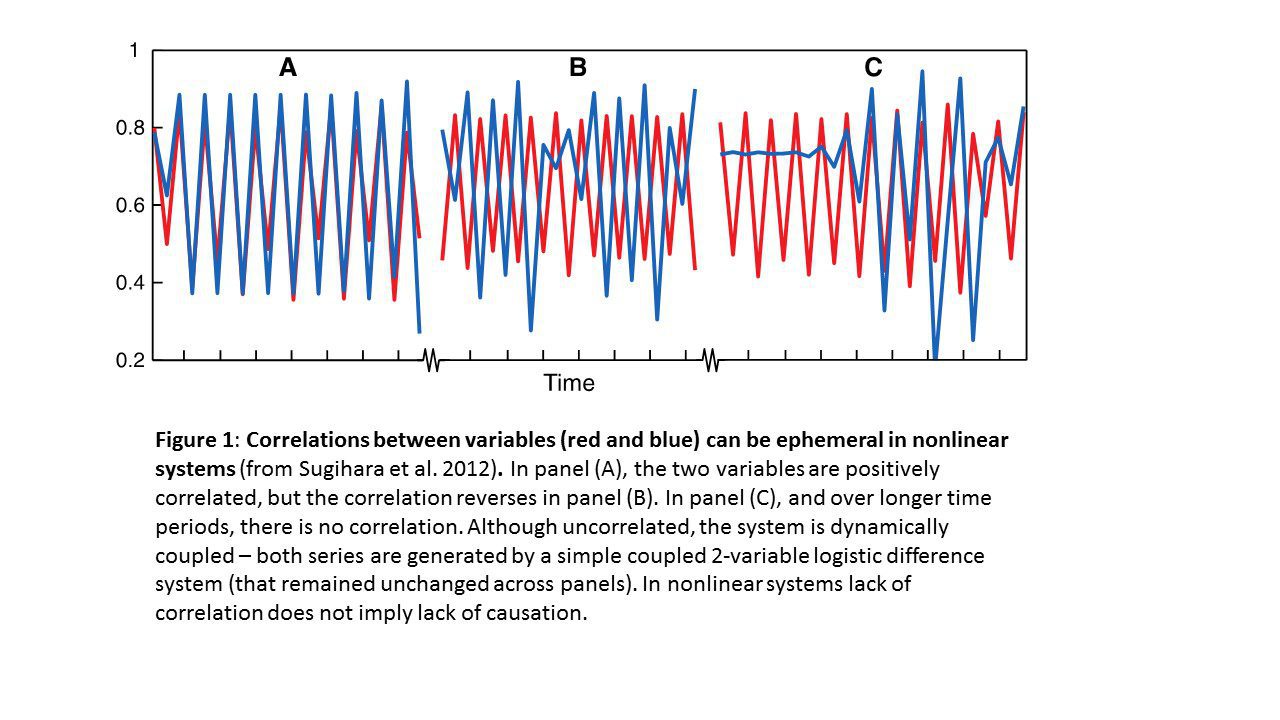 1
A
B
C
0.8
0.6
0.4
0.2
Time
Figure 1: Correlations between variables (red and blue) can be ephemeral in nonlinear
systems (from Sugihara et al. 2012). In panel (A), the two variables are positively
correlated, but the correlation reverses in panel (B). In panel (C), and over longer time
periods, there is no correlation. Although uncorrelated, the system is dynamically
coupled – both series are generated by a simple coupled 2-variable logistic difference
system (that remained unchanged across panels). In nonlinear systems lack of
correlation does not imply lack of causation.